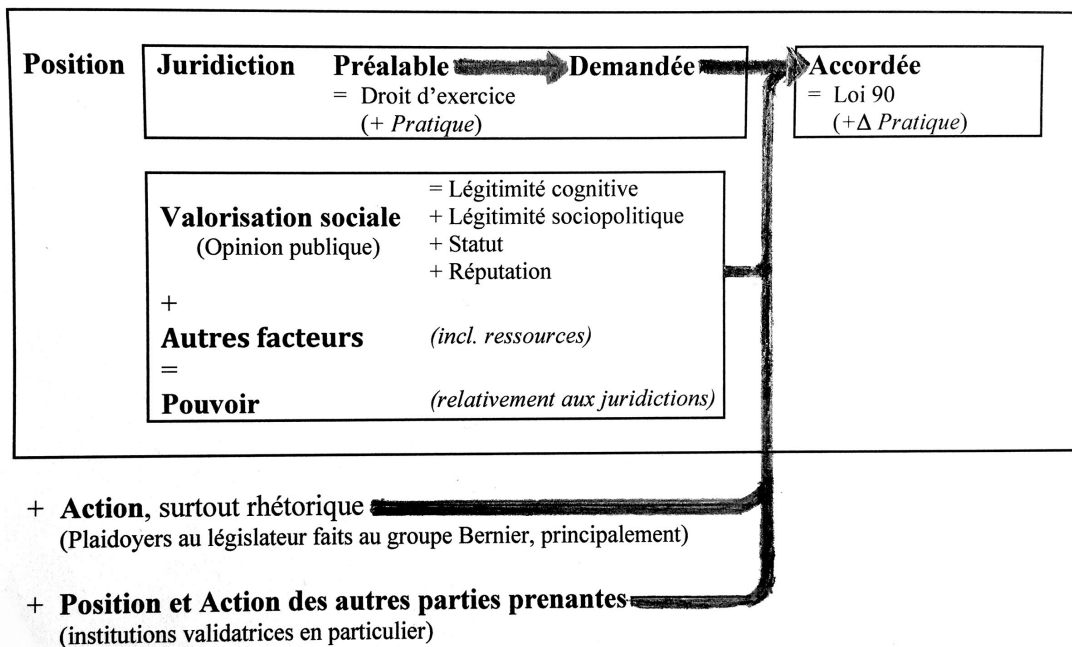 Position Juridiction Préalable Demandée Accordée
= Droit d'exercice = Loi 90
(+ Pratique) (+Δ Pratique)
= Légitimité cognitive
Valorisation sociale + Légitimité sociopolitique
(Opinion publique) + Statut
+ Réputation
+
Autres facteurs (incl. ressources)
=
Pouvoir (relativement aux juridictions)
+ Action, surtout rhétorique
(Plaidoyers au législateur faits au groupe Bernier, principalement)
+ Position et Action des autres parties prenantes
(institutions validatrices en particulier)